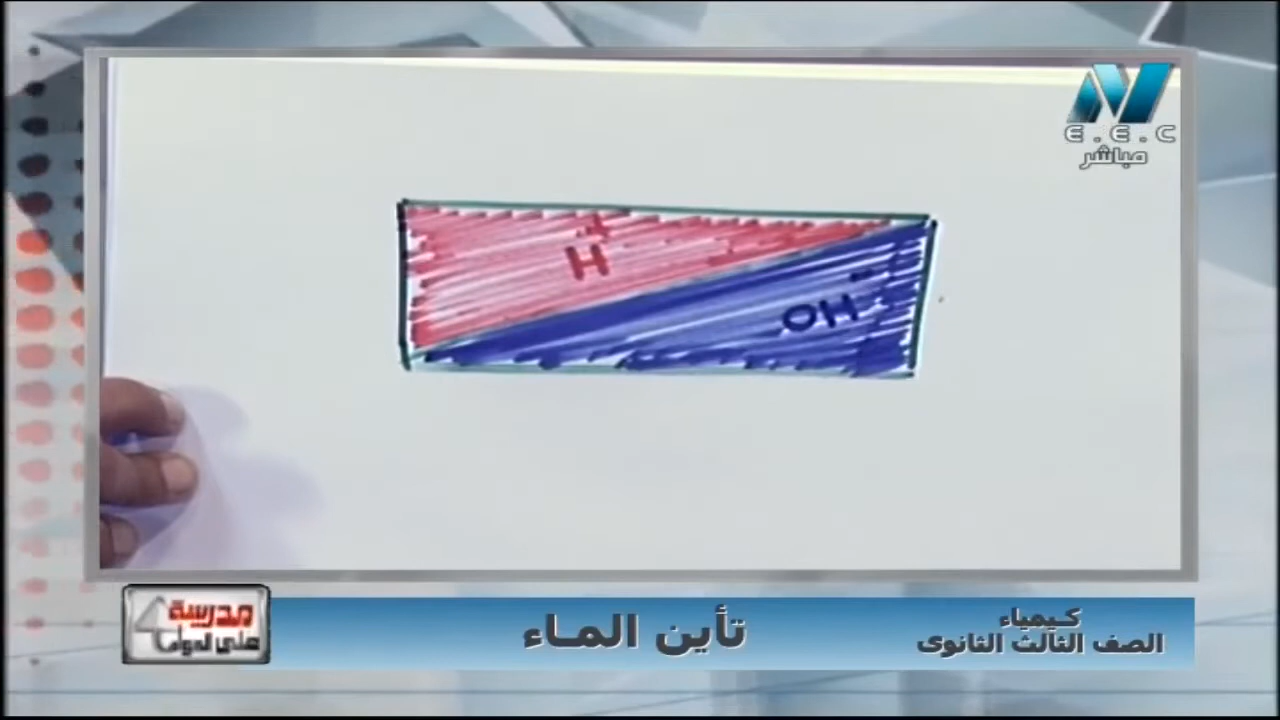 E.E.C
مباشر
H+
OH-
كيمياء
الصف الثالث الثانوى
تأين الماء
مدرسة
على الهواء